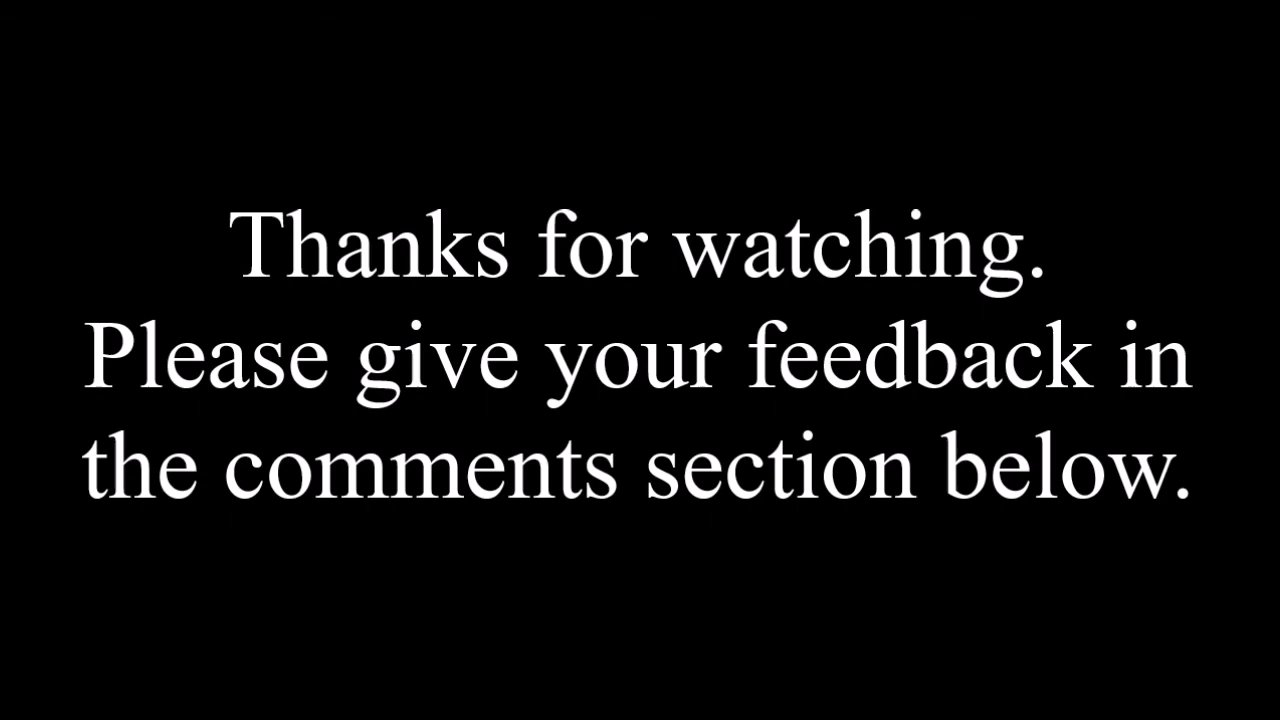 Thanks for watching.
Please give your feedback in
the comments section below.